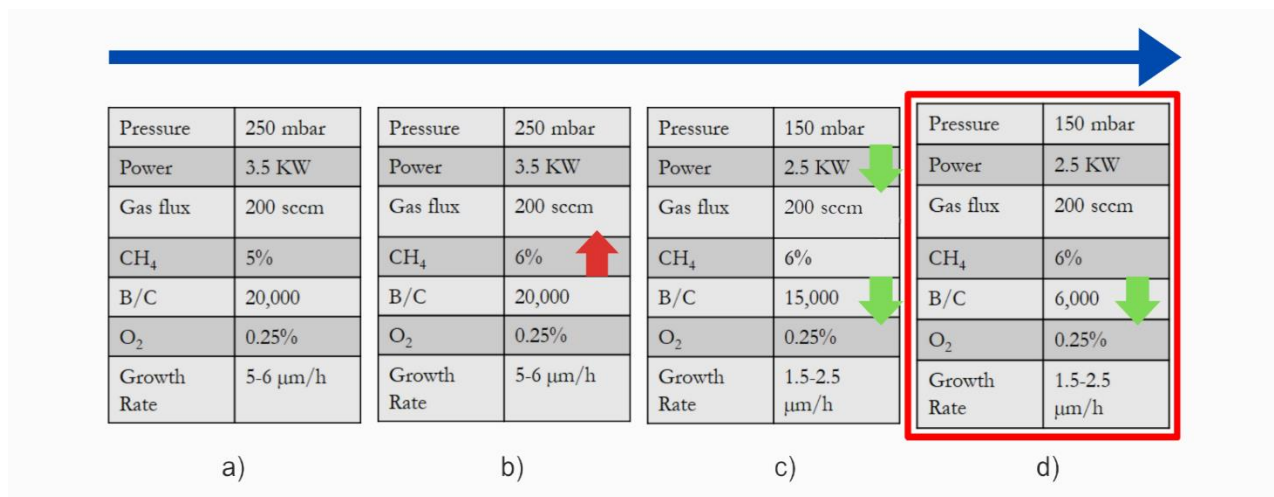 Pressure 250 mbar
Power 3.5 KW
Gas flux 200 sccm
CH₄ 5%
B/C 20,000
O₂ 0.25%
Growth 5-6 μm/h
Rate
a)
Pressure 250 mbar
Power 3.5 KW
Gas flux 200 sccm
CH₄ 6%
B/C 20,000
O₂ 0.25%
Growth 5-6 μm/h
Rate
b)
Pressure 150 mbar
Power 2.5 KW
Gas flux 200 sccm
CH₄ 6%
B/C 15,000
O₂ 0.25%
Growth 1.5-2.5
Rate μm/h
c)
Pressure 150 mbar
Power 2.5 KW
Gas flux 200 sccm
CH₄ 6%
B/C 6,000
O₂ 0.25%
Growth 1.5-2.5
Rate μm/h
d)